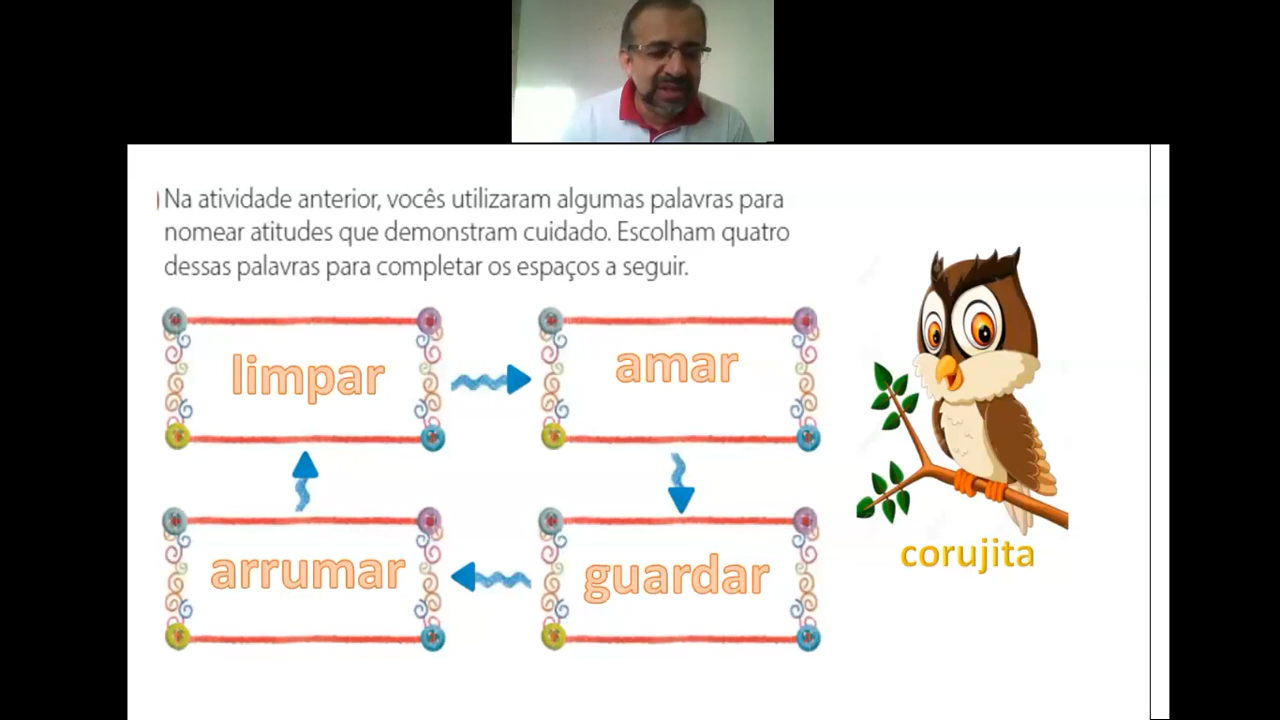 Na atividade anterior, vocês utilizaram algumas palavras para
nomear atitudes que demonstram cuidado. Escolham quatro
dessas palavras para completar os espaços a seguir.
limpar
amar
arrumar
guardar
corujita